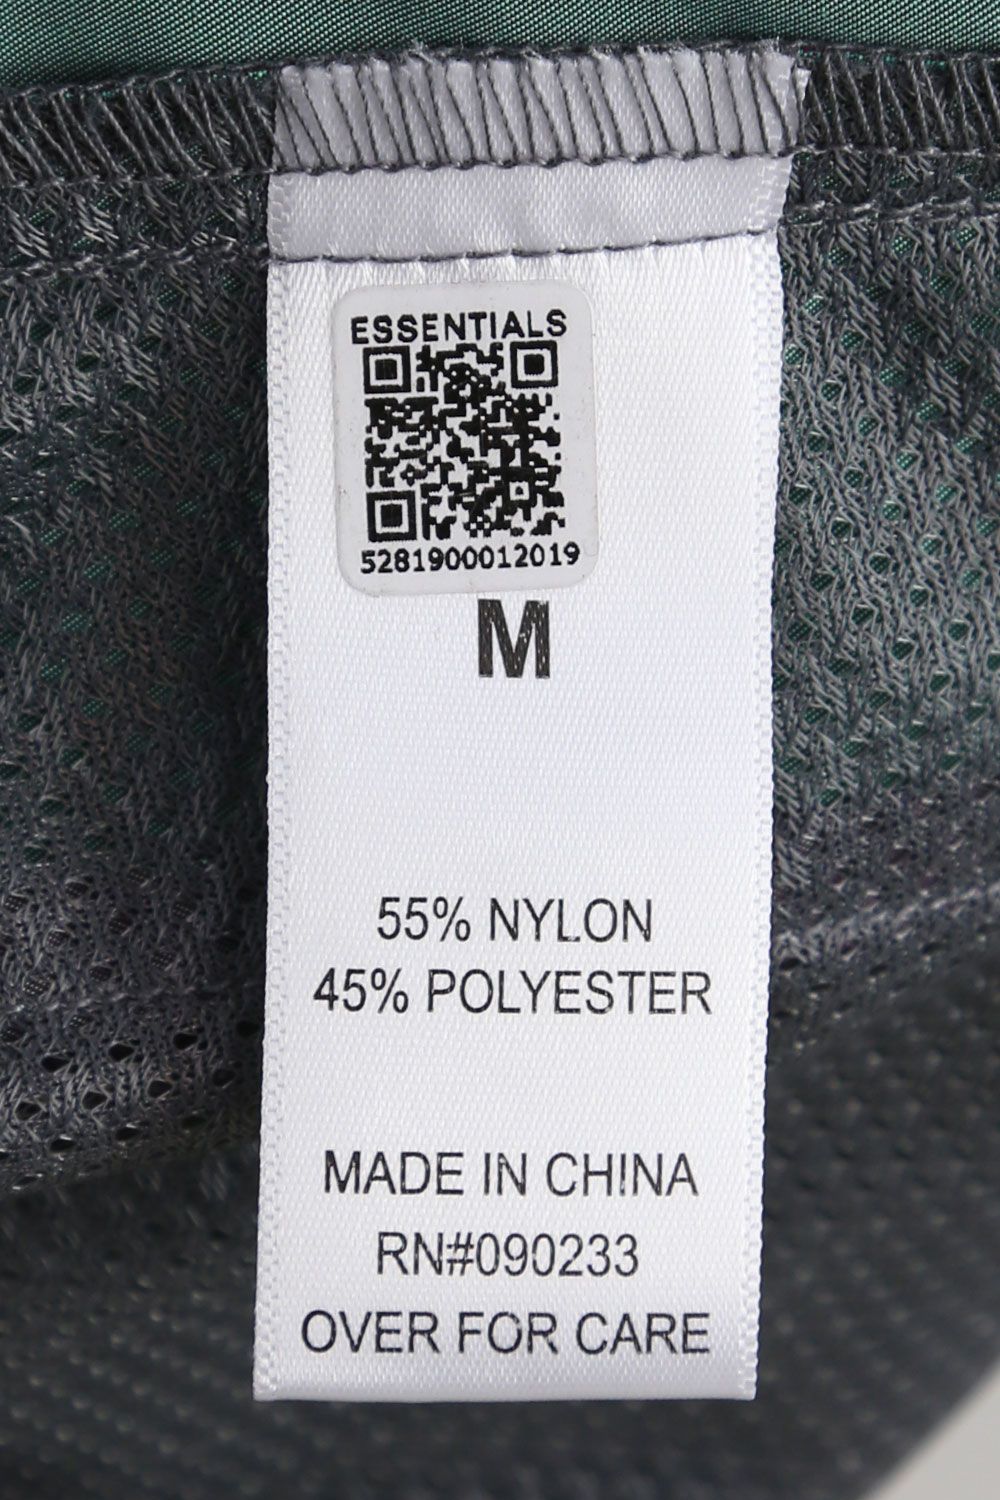 ESSENTIALS
5281900012019
M
55% NYLON
45% POLYESTER
MADE IN CHINA
RN#090233
OVER FOR CARE